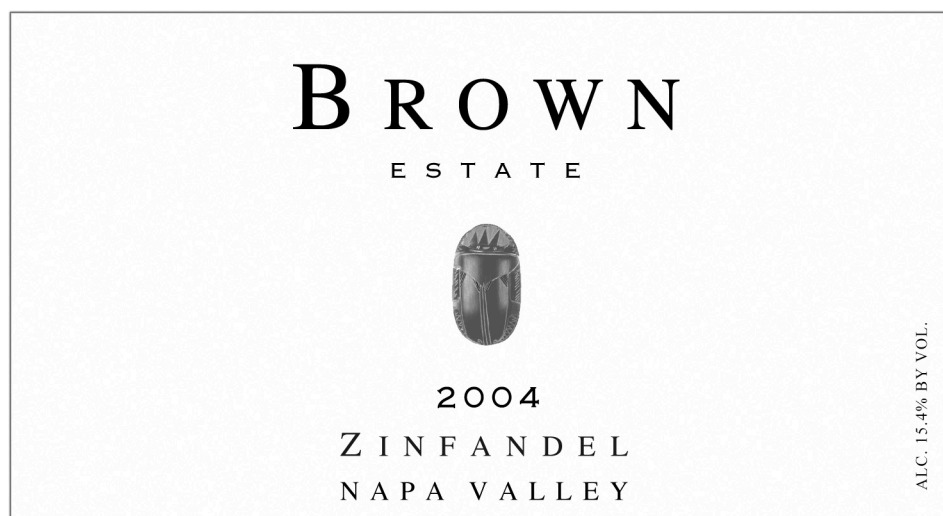 BROWN
ESTATE
2004
ZINFANDEL
NAPA VALLEY
ALC. 15.4% BY VOL.